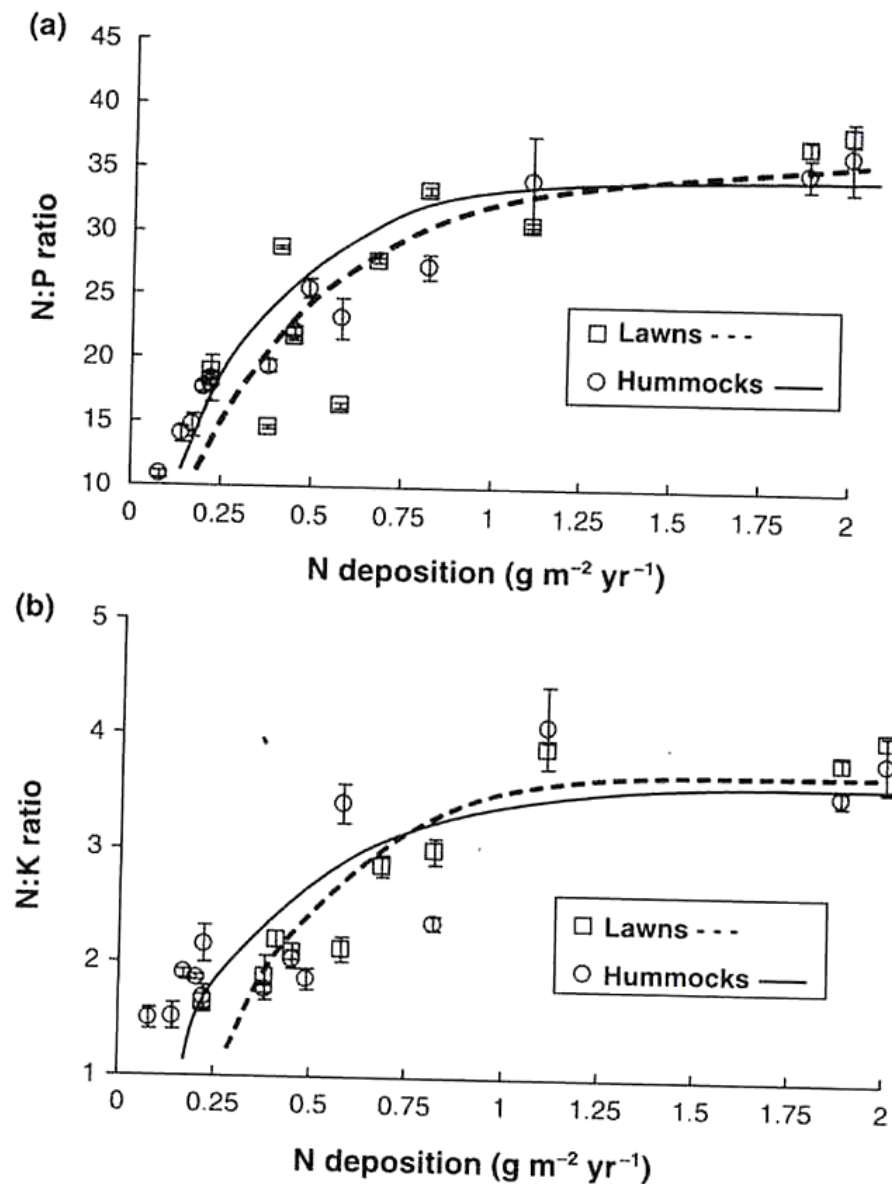 (a)
45
40
35
30
25
20
15
10
N:P ratio
Lawns
Hummocks
0 0.25 0.5 0.75 1 1.25 1.5 1.75 2
N deposition (g m⁻² yr⁻¹)
(b)
5
4
3
2
1
N:K ratio
Lawns
Hummocks
0 0.25 0.5 0.75 1 1.25 1.5 1.75 2
N deposition (g m⁻² yr⁻¹)